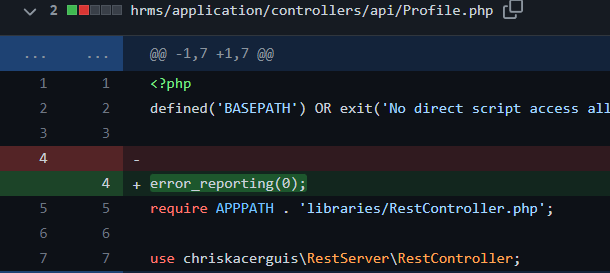 2 hrms/application/controllers/api/Profile.php
... ... @@ -1,7 +1,7 @@
1 1 <?php
2 2 defined('BASEPATH') OR exit('No direct script access all
3 3
4 -
4 + error_reporting(0);
5 5 require APPPATH . 'libraries/RestController.php';
6 6
7 7 use chriskacerguis\RestServer\RestController;